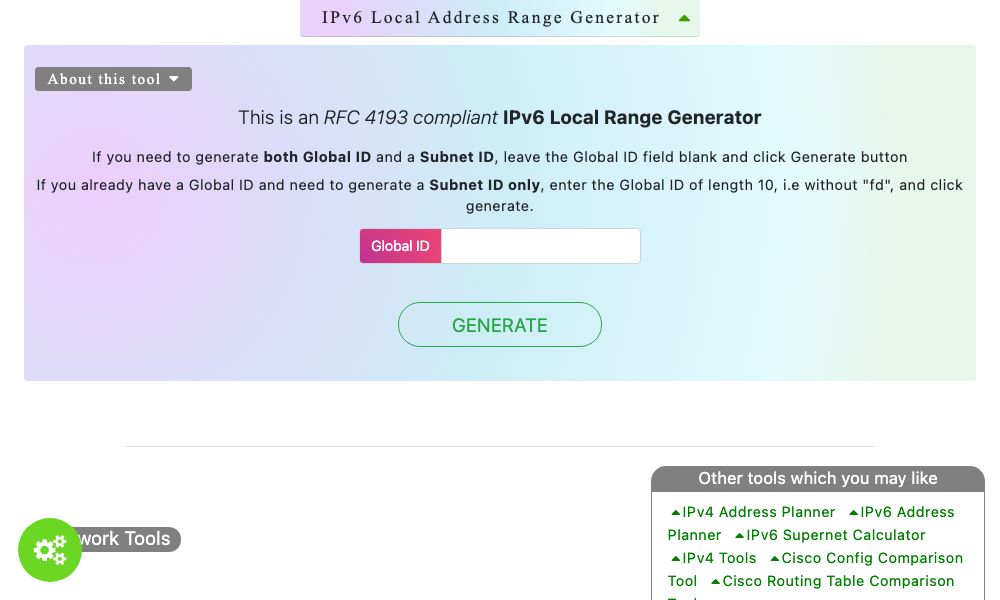 IPv6 Local Address Range Generator
About this tool
This is an RFC 4193 compliant IPv6 Local Range Generator
If you need to generate both Global ID and a Subnet ID, leave the Global ID field blank and click Generate button
If you already have a Global ID and need to generate a Subnet ID only, enter the Global ID of length 10, i.e without "fd", and click
generate.
Global ID
GENERATE
Other tools which you may like
IPv4 Address Planner IPv6 Address
Planner IPv6 Supernet Calculator
IPv4 Tools Cisco Config Comparison
Tool Cisco Routing Table Comparison
work Tools